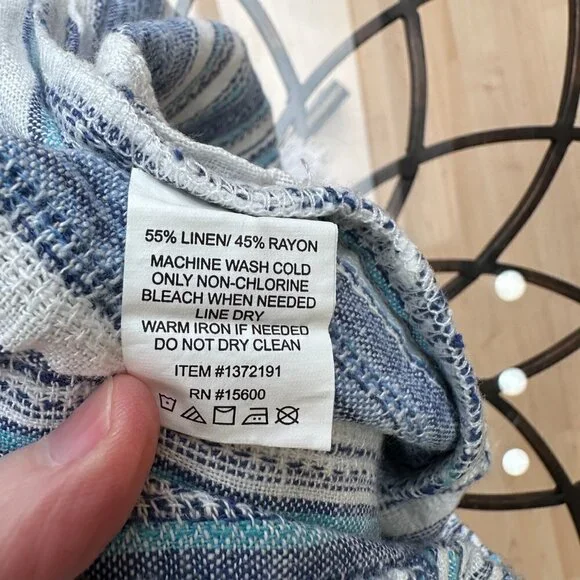 55% LINEN/ 45% RAYON
MACHINE WASH COLD
ONLY NON-CHLORINE
BLEACH WHEN NEEDED
LINE DRY
WARM IRON IF NEEDED
DO NOT DRY CLEAN
ITEM #1372191
RN #15600